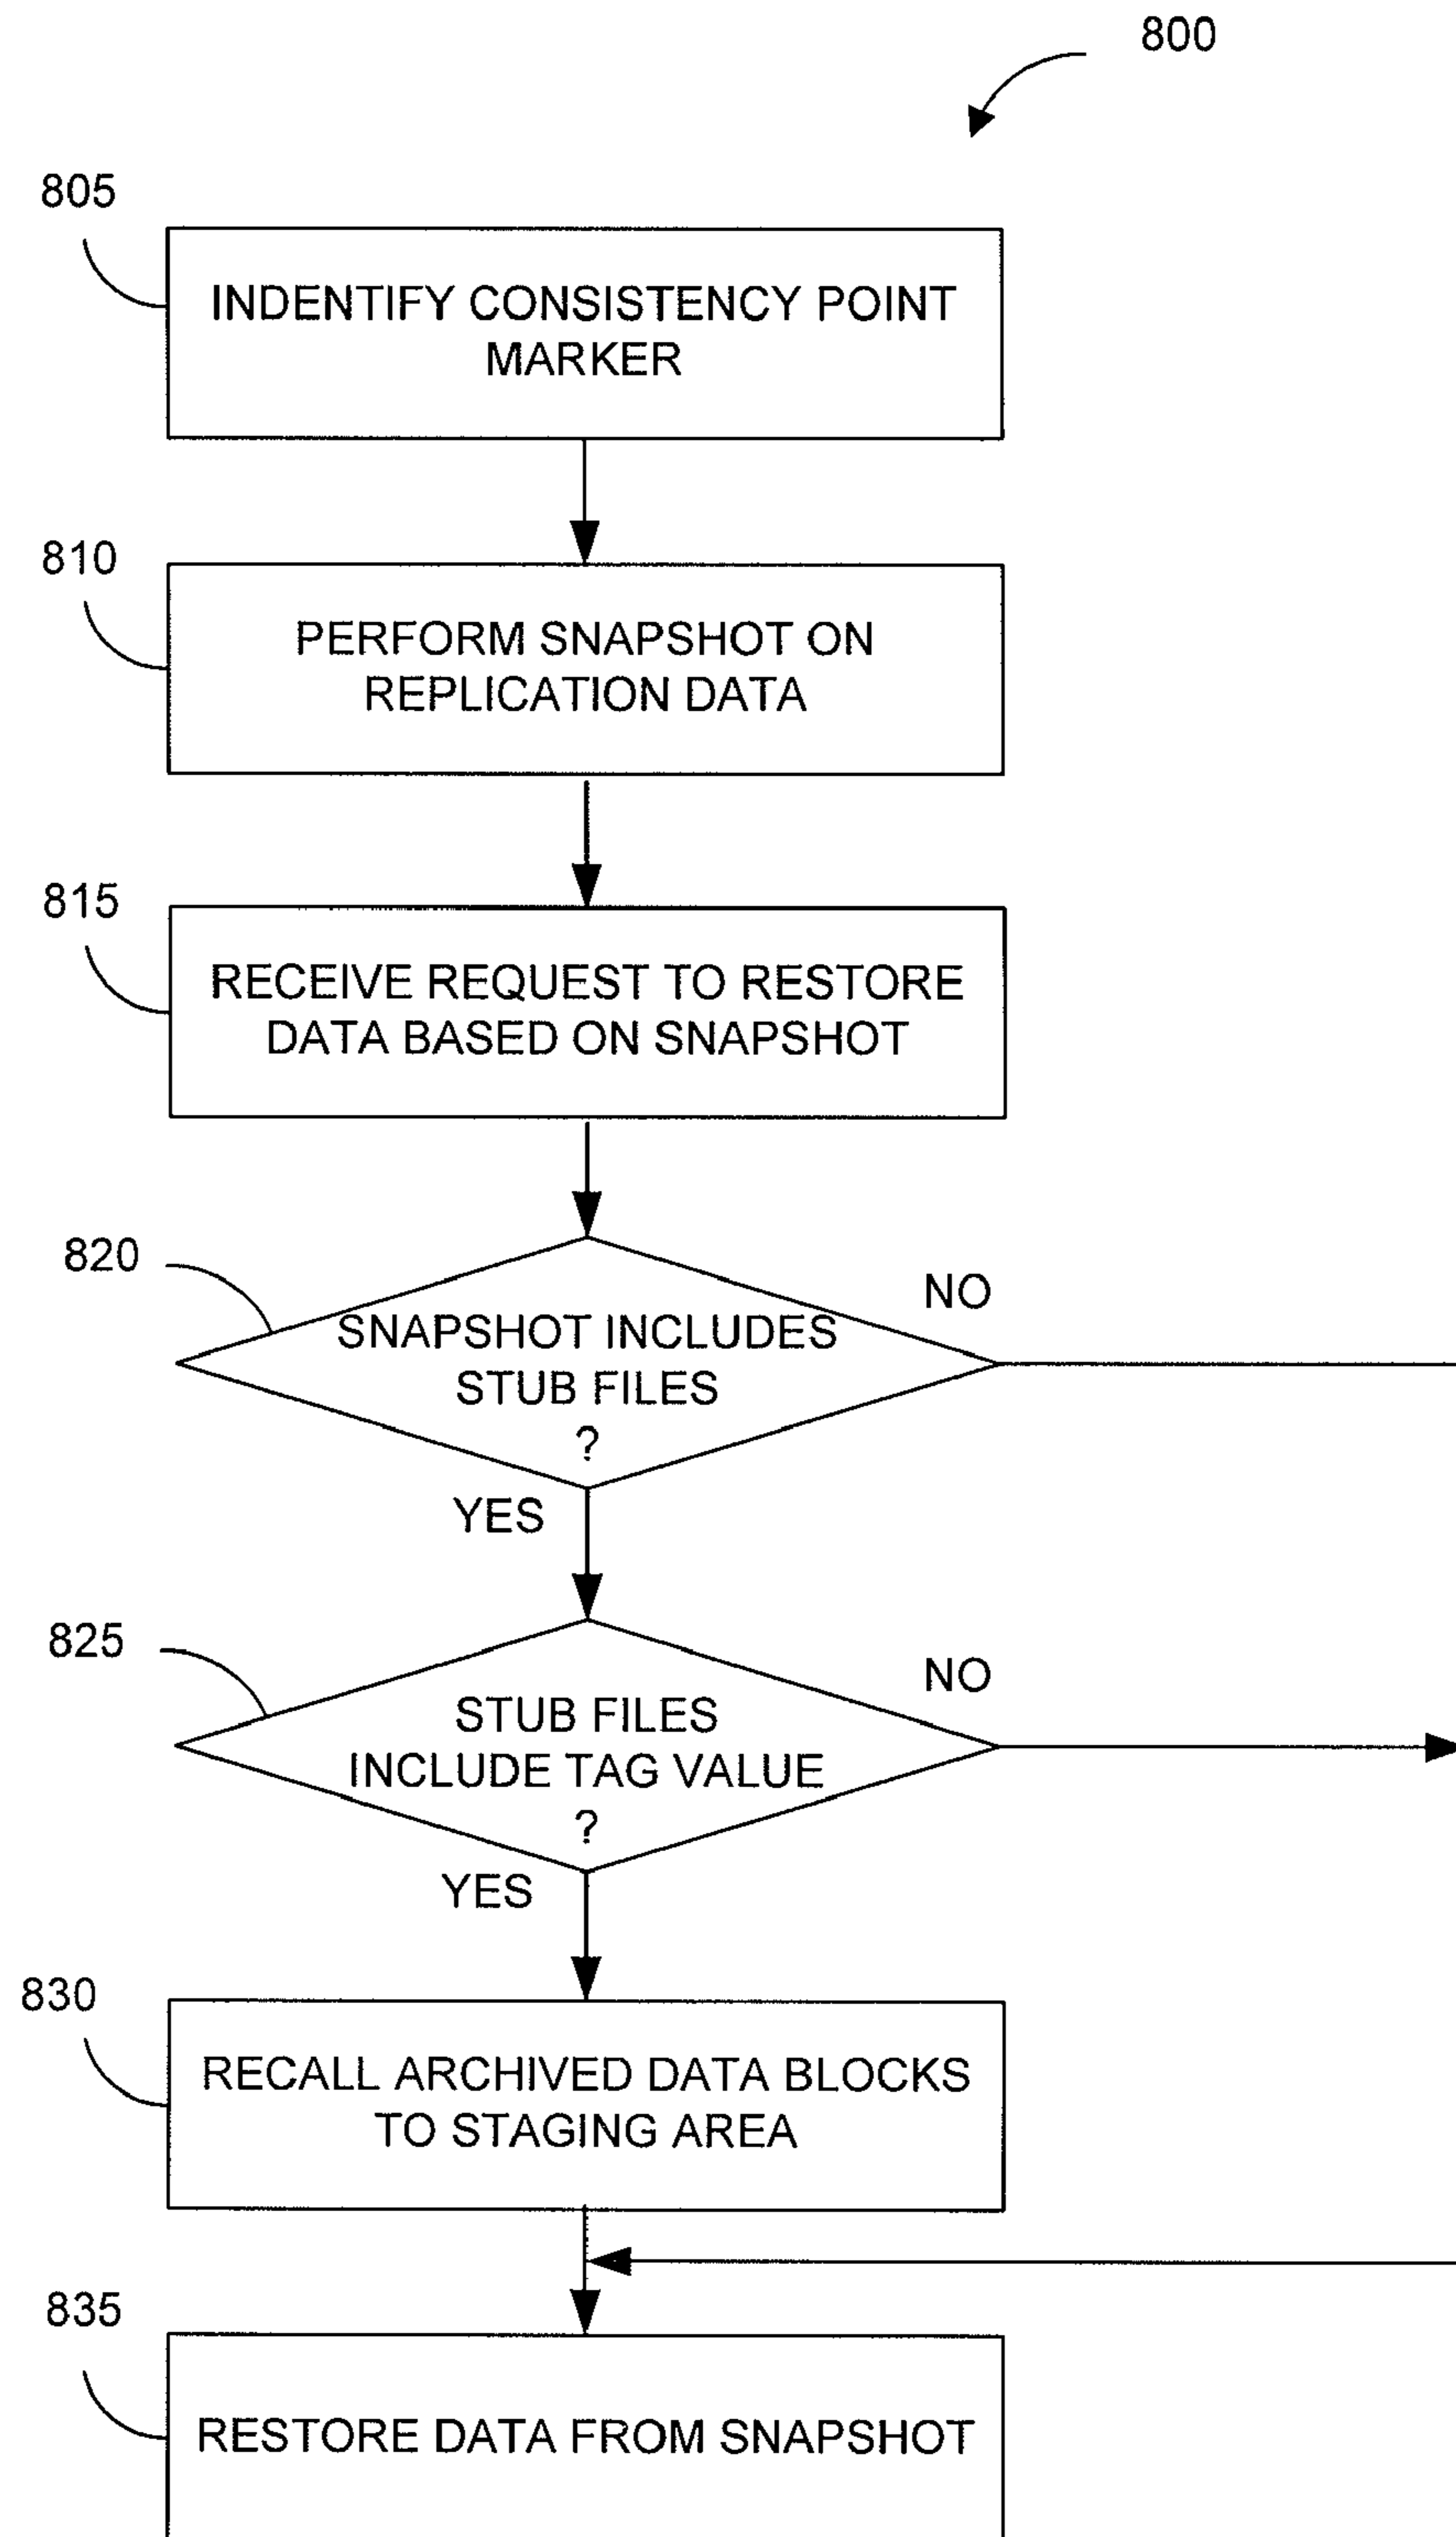 800
805
INDENTIFY CONSISTENCY POINT
MARKER
810
PERFORM SNAPSHOT ON
REPLICATION DATA
815
RECEIVE REQUEST TO RESTORE
DATA BASED ON SNAPSHOT
820
NO
SNAPSHOT INCLUDES
STUB FILES
?
YES
825
NO
STUB FILES
INCLUDE TAG VALUE
?
YES
830
RECALL ARCHIVED DATA BLOCKS
TO STAGING AREA
835
RESTORE DATA FROM SNAPSHOT